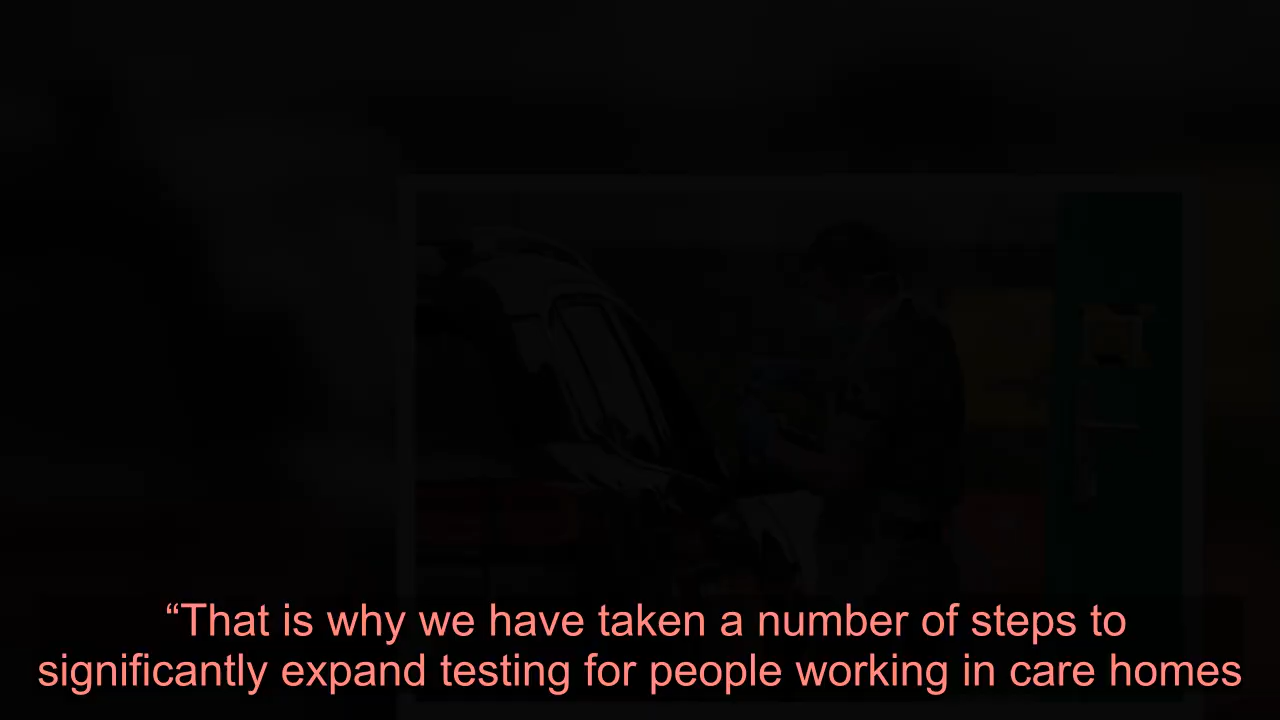 “That is why we have taken a number of steps to
significantly expand testing for people working in care homes